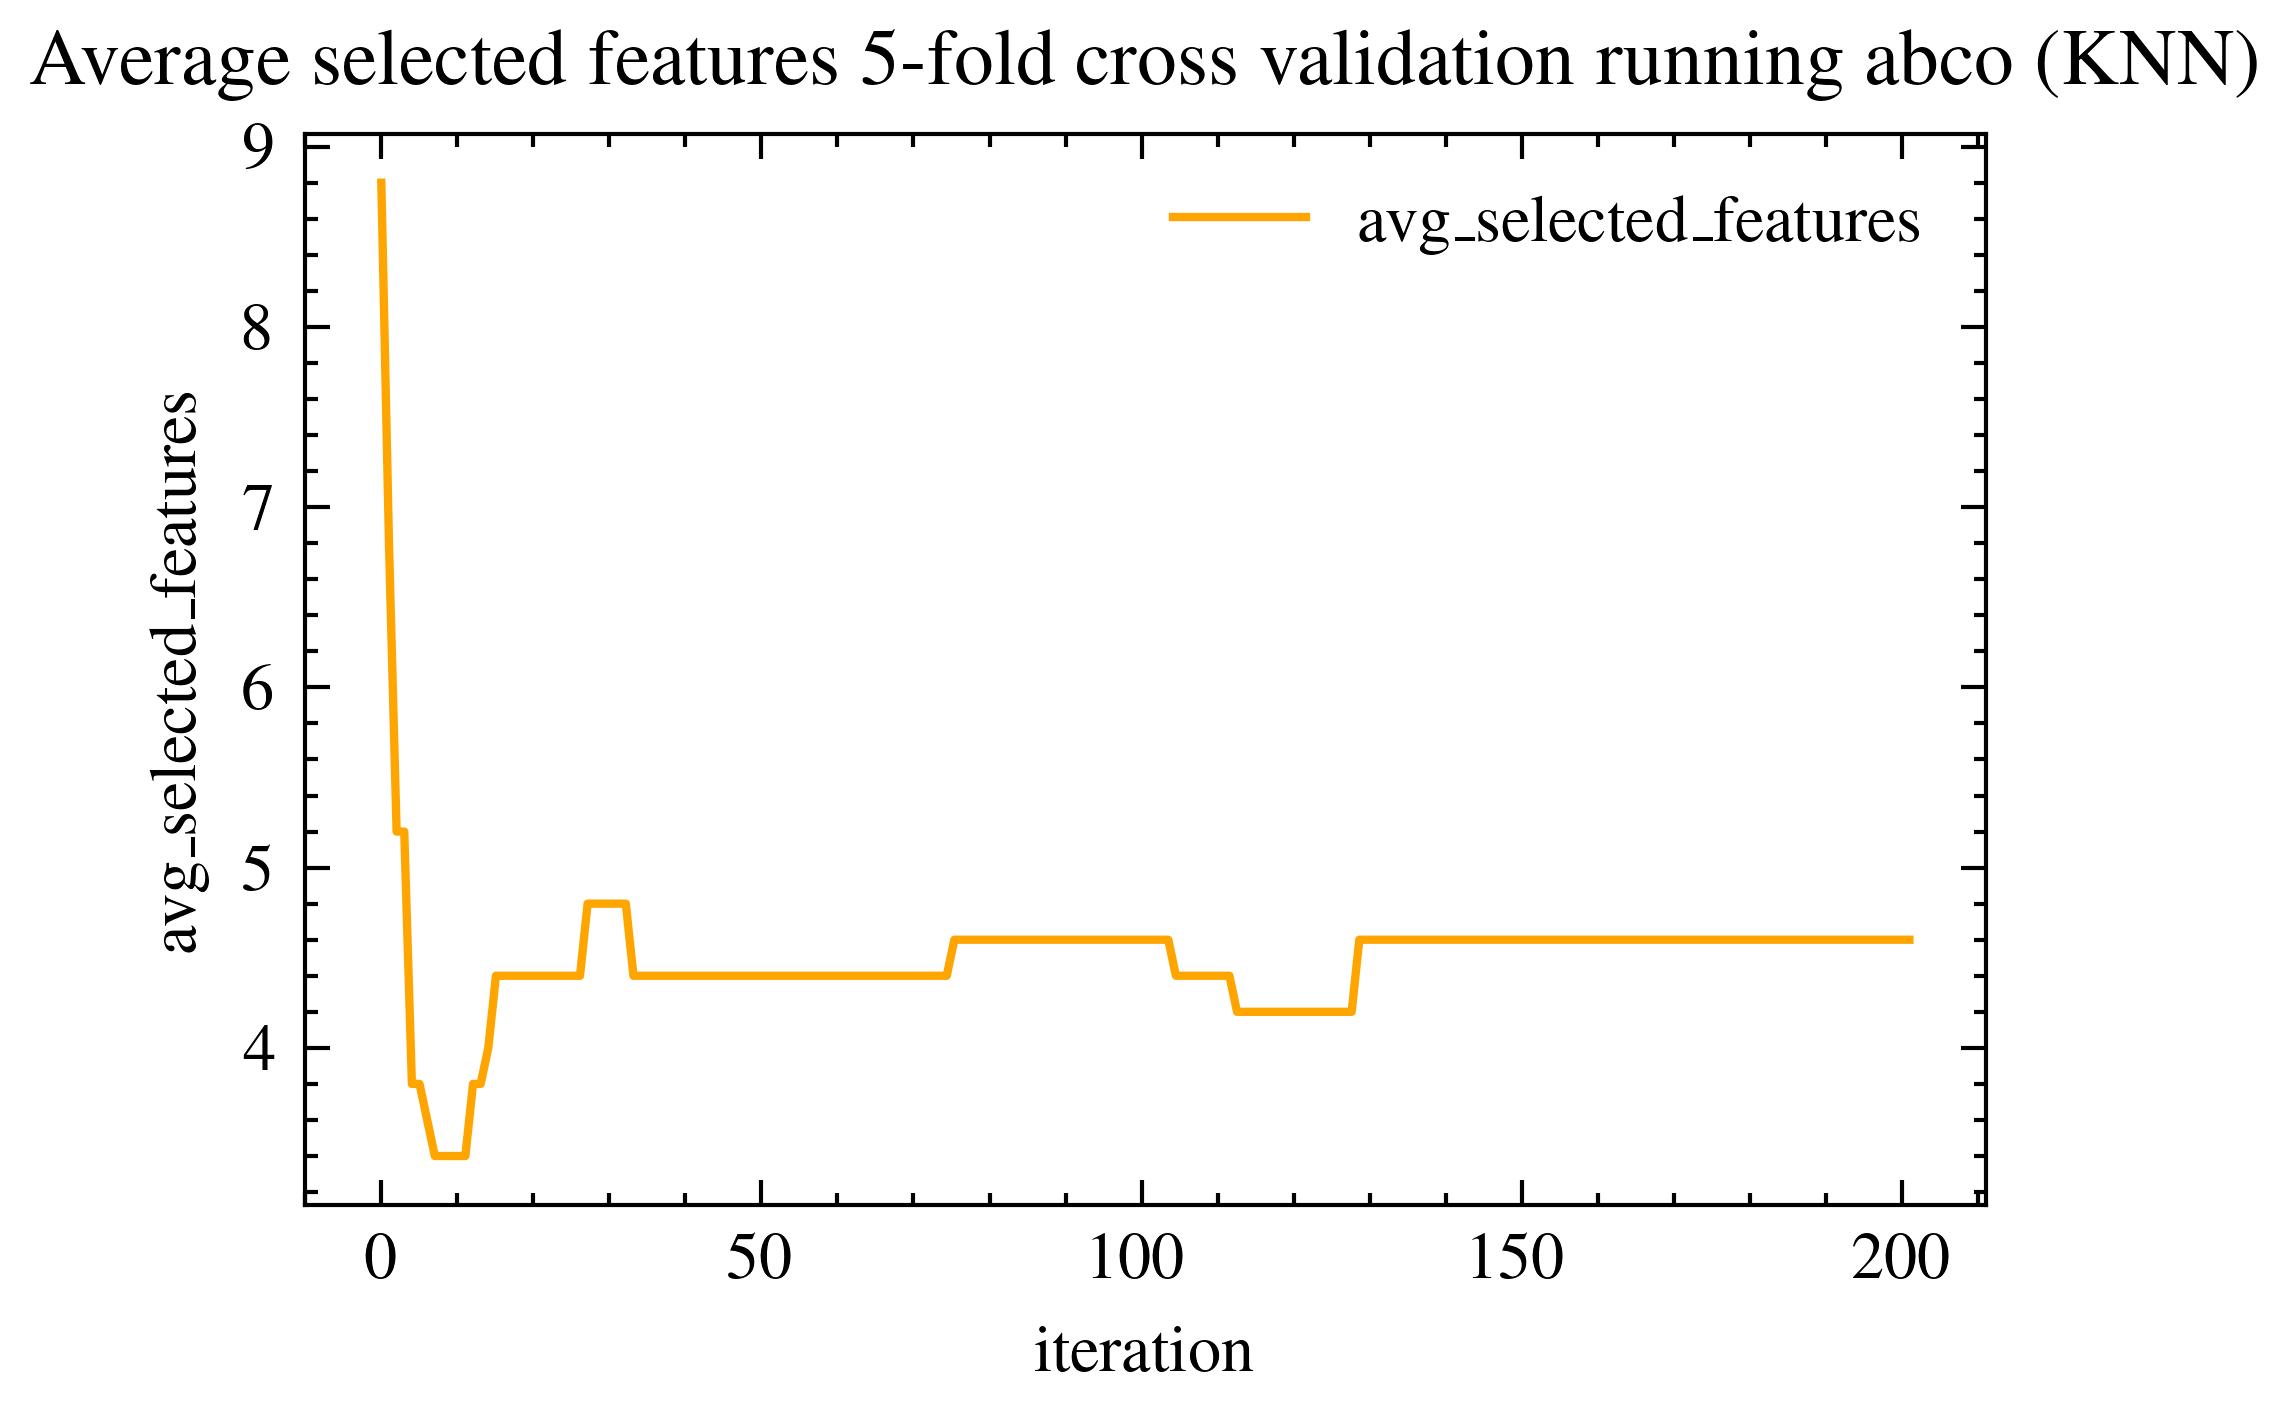 Average selected features 5-fold cross validation running abco (KNN)
avg_selected_features
9
8
7
6
5
4
avg_selected_features
0 50 100 150 200
iteration